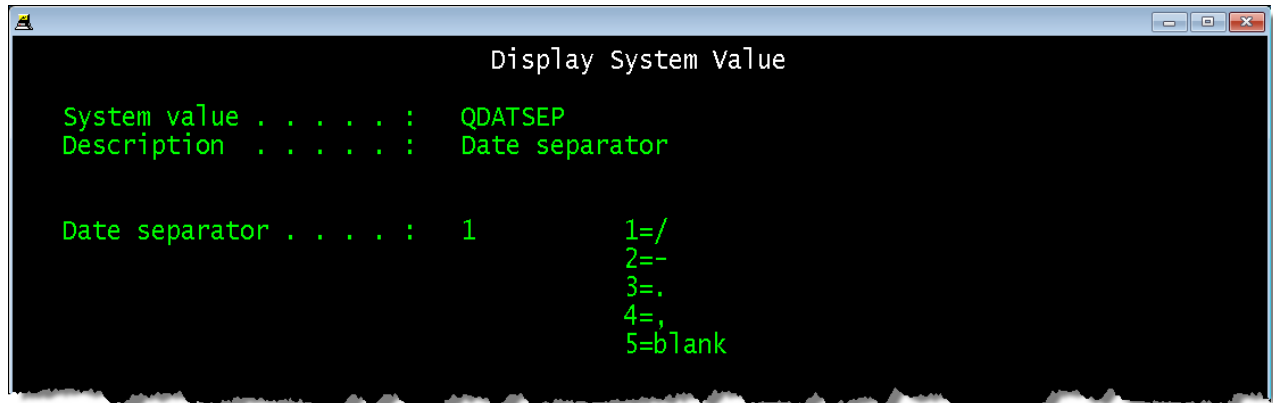 Display System Value
System value . . . . . : QDATSEP
Description . . . . . : Date separator
Date separator . . . . : 1 1=/
2=-
3=.
4=,
5=blank